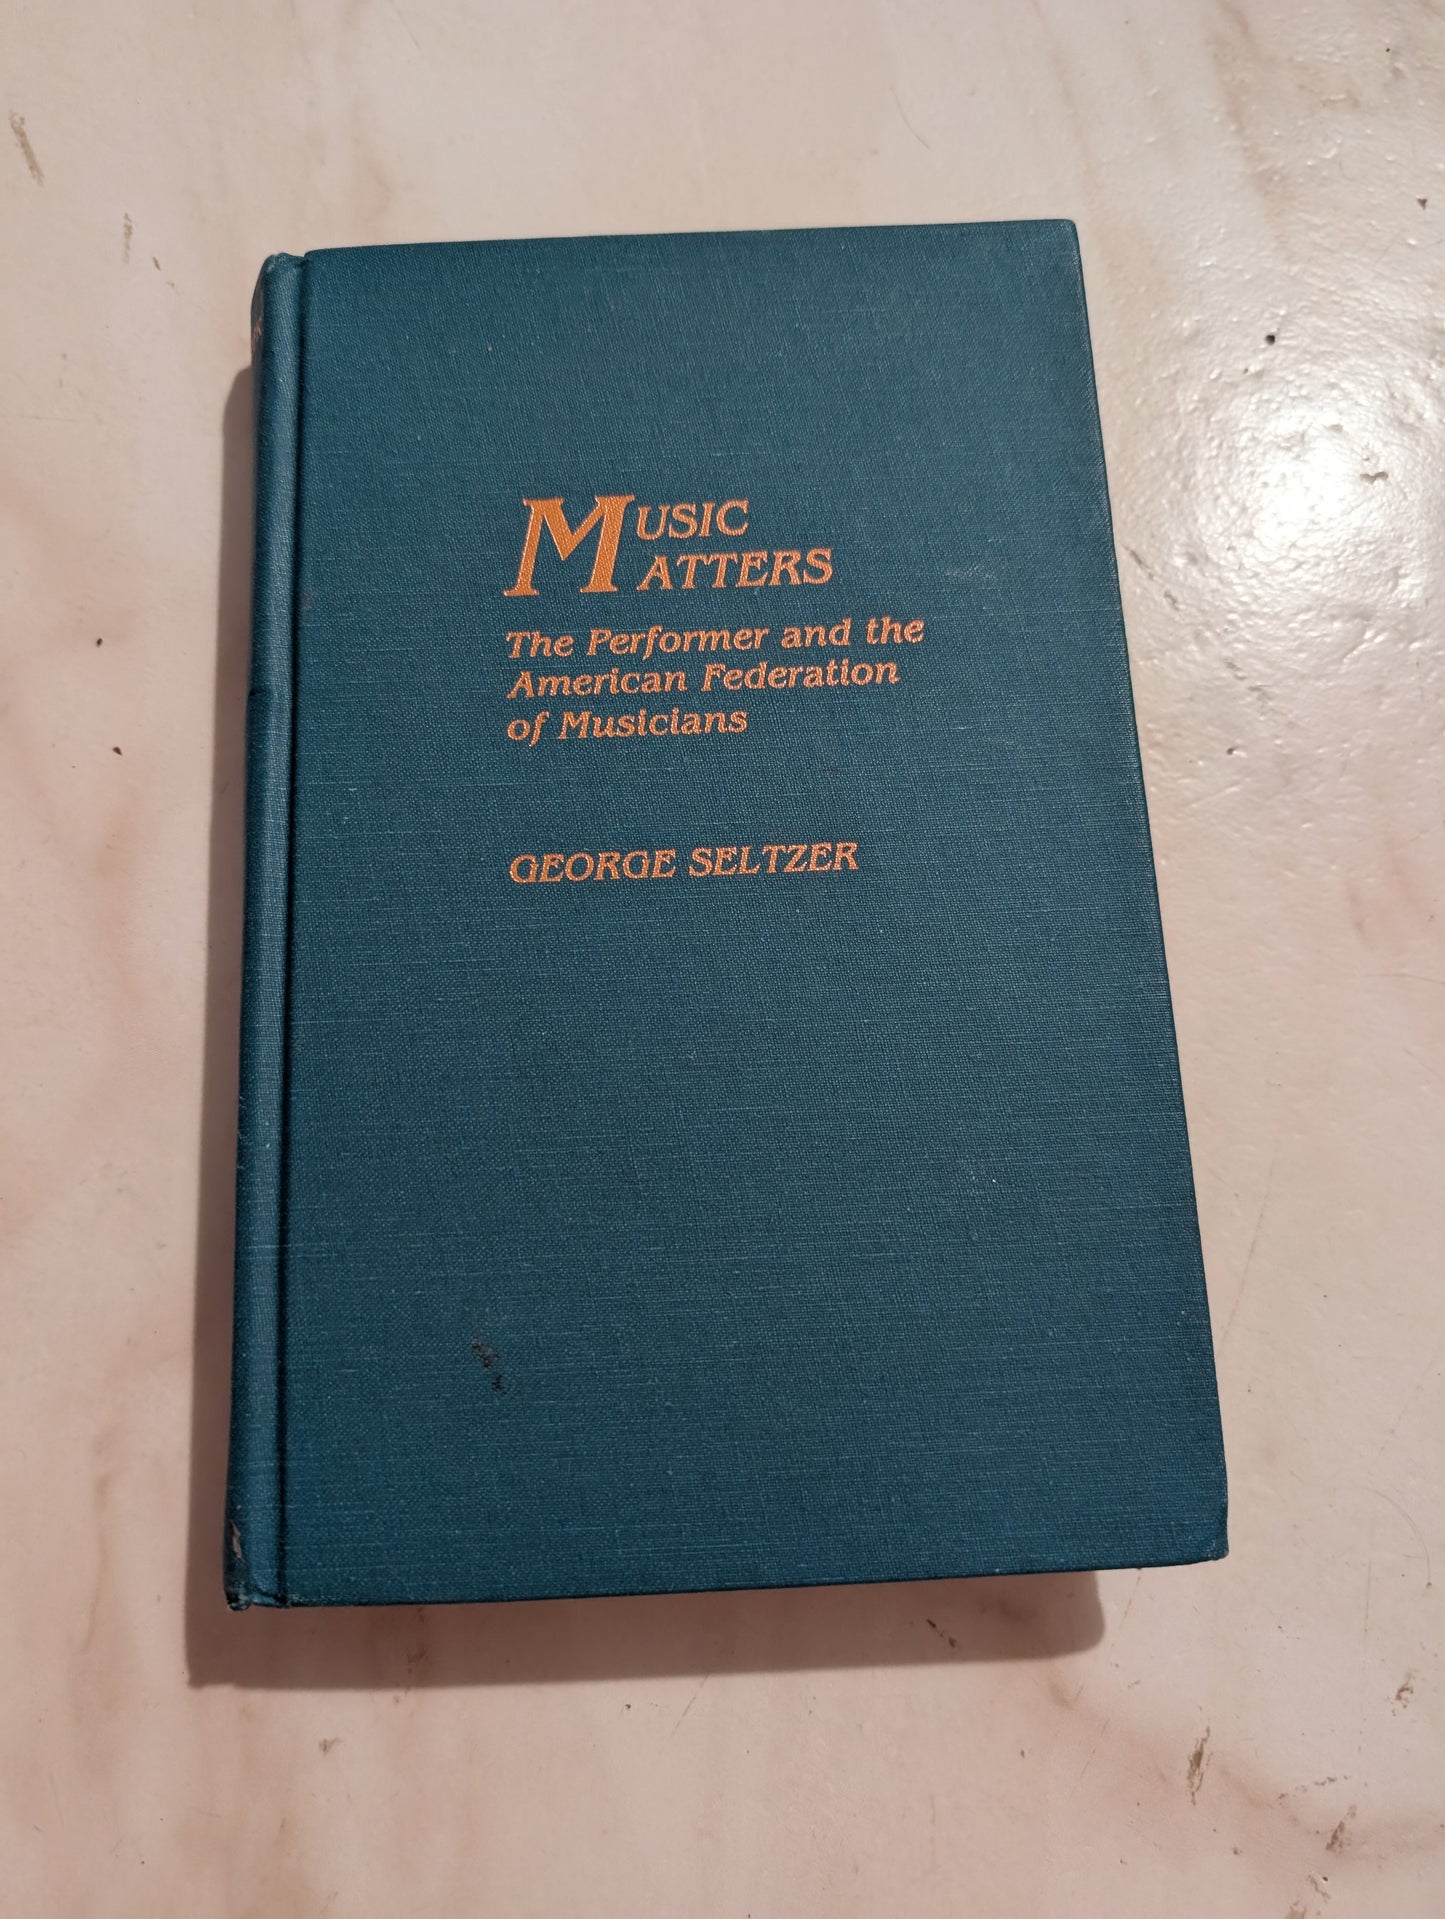 MUSIC
MATTERS
The Performer and the
American Federation
of Musicians
GEORGE SELTZER